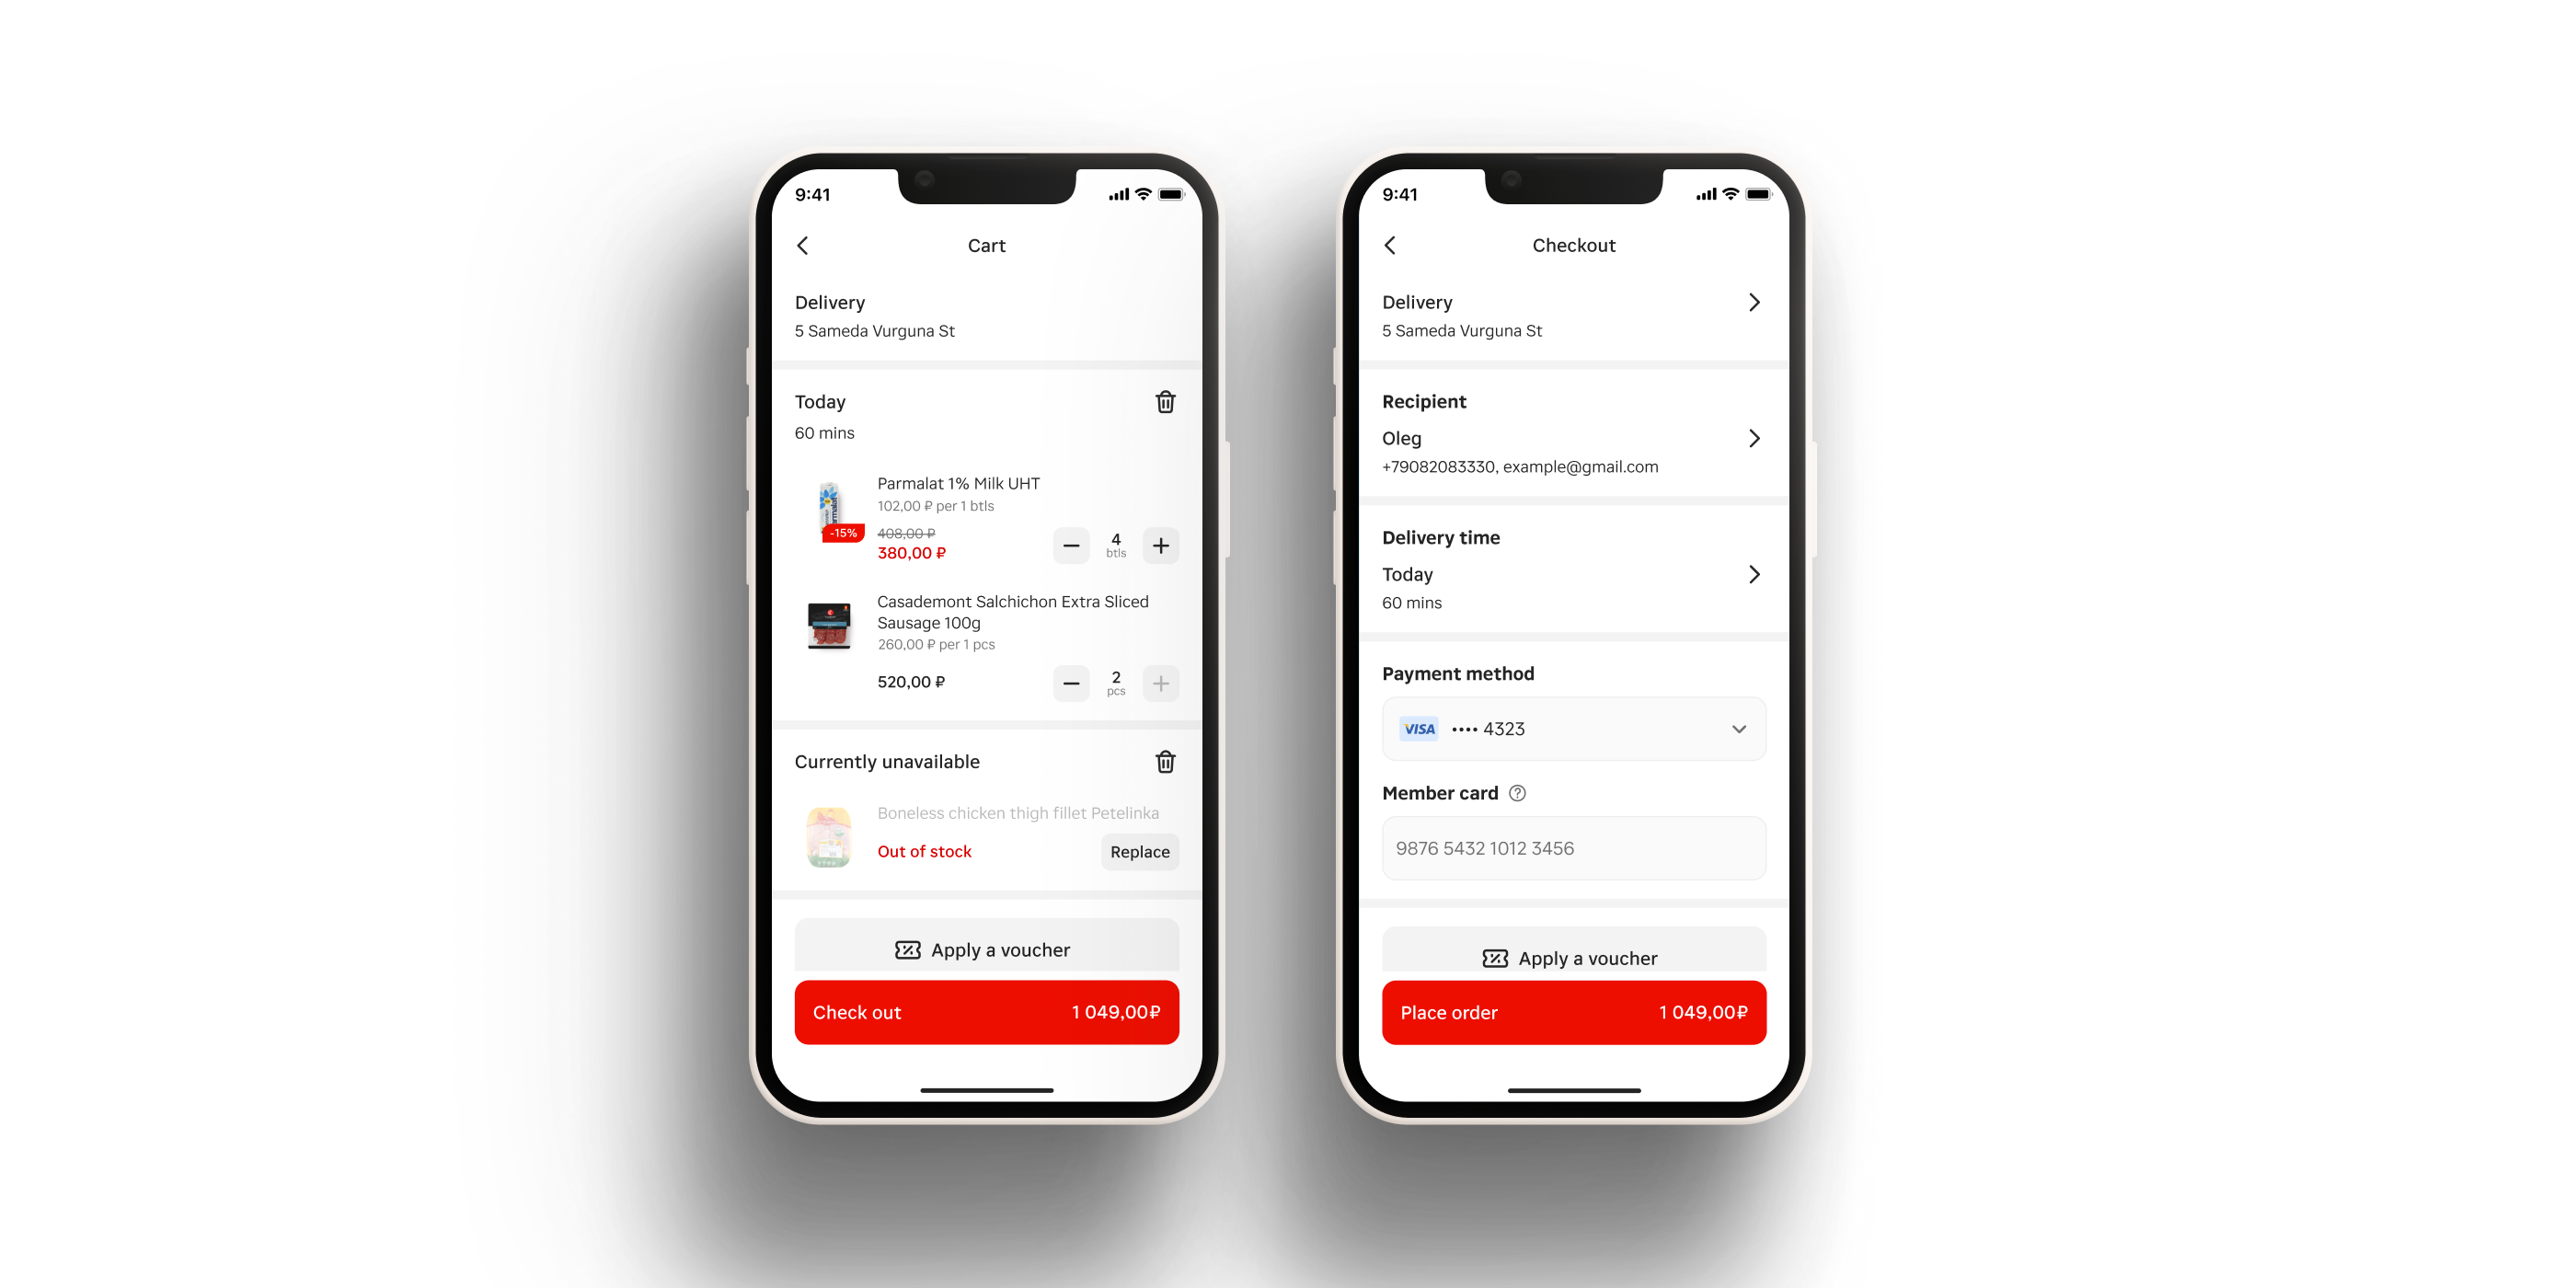 9:41
Cart
Delivery
5 Sameda Vurguna St
Today
60 mins
Parmalat 1% Milk UHT
102,00 ₽ per 1 btls
-15%
408,00 ₽
380,00 ₽
4
btls
Casademont Salchichon Extra Sliced
Sausage 100g
260,00 ₽ per 1 pcs
520,00 ₽
2
pcs
Currently unavailable
Boneless chicken thigh fillet Petelinka
Out of stock
Replace
Apply a voucher
Check out 1 049,00₽
9:41
Checkout
Delivery
5 Sameda Vurguna St
Recipient
Oleg
+79082083330, example@gmail.com
Delivery time
Today
60 mins
Payment method
VISA •••• 4323
Member card
9876 5432 1012 3456
Apply a voucher
Place order 1 049,00₽